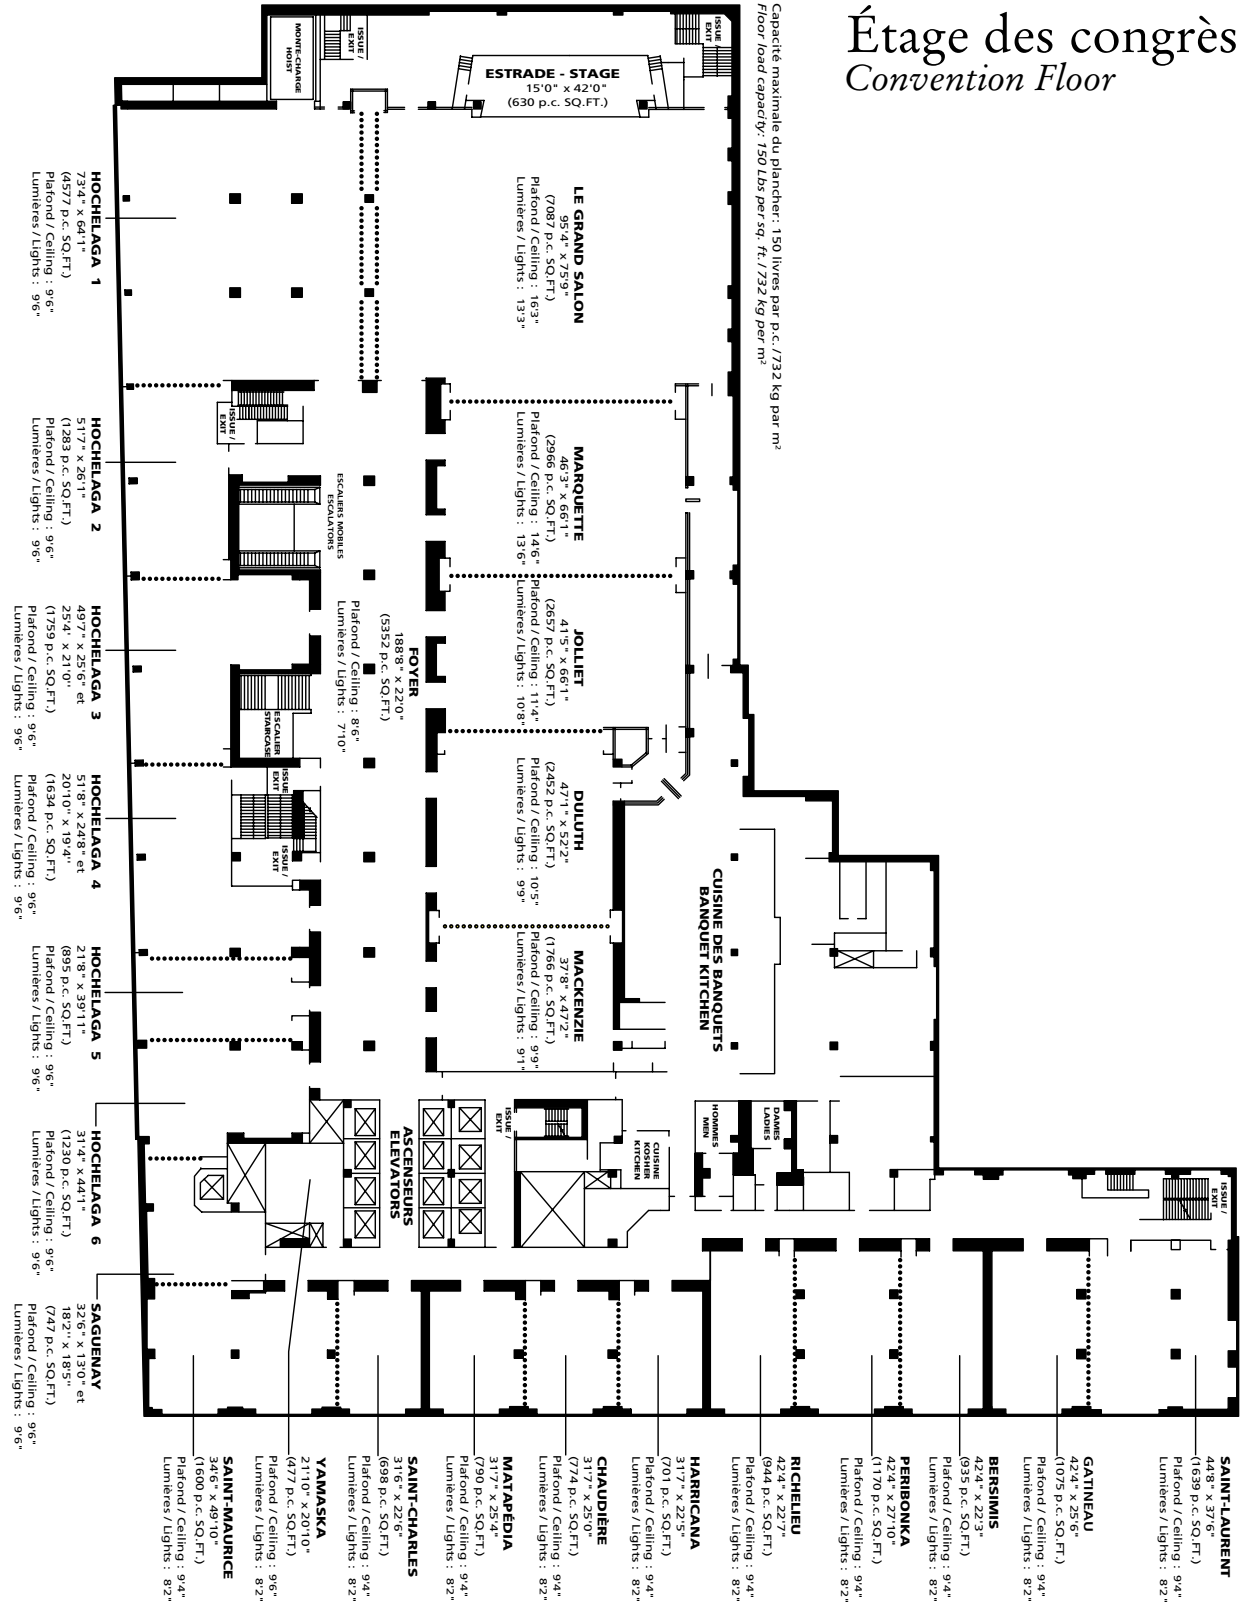 Étage des congrès
Convention Floor
Capacité maximale du plancher: 150 livres par p.c. /732 kg par m²
Floor load capacity: 150 Lbs per sq. ft. /732 kg per m²
MONTE-CHARGE
HOIST
ISSUE /
EXIT
ISSUE /
EXIT
ESTRADE - STAGE
15'0" x 42'0"
(630 p.c. SQ.FT.)
HOCHELAGA 1
73'4" x 64'1"
(4577 p.c. SQ.FT.)
Plafond / Ceiling : 9'6"
Lumières / Lights : 9'6"
LE GRAND SALON
95'4" x 75'9"
(7087 p.c. SQ.FT.)
Plafond / Ceiling : 16'3"
Lumières / Lights : 13'3"
HOCHELAGA 2
51'7" x 26'1"
(1283 p.c. SQ.FT.)
Plafond / Ceiling : 9'6"
Lumières / Lights : 9'6"
ISSUE /
EXIT
ESCALIERS MOBILES
ESCALATORS
MARQUETTE
46'3" x 66'1"
(2966 p.c. SQ.FT.)
Plafond / Ceiling : 14'6"
Lumières / Lights : 13'6"
HOCHELAGA 3
49'7" x 25'6" et
25'4' x 21'0''
(1759 p.c. SQ.FT.)
Plafond / Ceiling : 9'6"
Lumières / Lights : 9'6"
ESCALIER
STAIRCASE
FOYER
188'8" x 22'0"
(5352 p.c. SQ.FT.)
Plafond / Ceiling : 8'6"
Lumières / Lights : 7'10"
JOLLIET
41'5" x 66'1"
(2657 p.c. SQ.FT.)
Plafond / Ceiling : 11'4"
Lumières / Lights : 10'8"
HOCHELAGA 4
51'8" x 24'8" et
20'10'' x 19'4''
(1634 p.c. SQ.FT.)
Plafond / Ceiling : 9'6"
Lumières / Lights : 9'6"
ISSUE /
EXIT
ISSUE /
EXIT
DULUTH
47'1" x 52'2"
(2452 p.c. SQ.FT.)
Plafond / Ceiling : 10'5"
Lumières / Lights : 9'9"
CUISINE DES BANQUETS
BANQUET KITCHEN
HOCHELAGA 5
21'8" x 39'11"
(895 p.c. SQ.FT.)
Plafond / Ceiling : 9'6"
Lumières / Lights : 9'6"
MACKENZIE
37'8" x 47'2"
(1766 p.c. SQ.FT.)
Plafond / Ceiling : 9'9"
Lumières / Lights : 9'1"
HOCHELAGA 6
31'4" x 44'1"
(1230 p.c. SQ.FT.)
Plafond / Ceiling : 9'6"
Lumières / Lights : 9'6"
ASCENSEURS
ELEVATORS
ISSUE /
EXIT
CUISINE
KOSHER
KITCHEN
HOMMES
MEN
DAMES
LADIES
ISSUE /
EXIT
SAGUENAY
32'6" x 13'0" et
18'2'' x 18'5''
(747 p.c. SQ.FT.)
Plafond / Ceiling : 9'6"
Lumières / Lights : 9'6"
SAINT-MAURICE
34'6" x 49'10"
(1600 p.c. SQ.FT.)
Plafond / Ceiling : 9'4"
Lumières / Lights : 8'2"
YAMASKA
21'10" x 20'10"
(477 p.c. SQ.FT.)
Plafond / Ceiling : 9'6"
Lumières / Lights : 8'2"
SAINT-CHARLES
31'6" x 22'6"
(698 p.c. SQ.FT.)
Plafond / Ceiling : 9'4"
Lumières / Lights : 8'2"
MATAPÉDIA
31'7" x 25'4"
(790 p.c. SQ.FT.)
Plafond / Ceiling : 9'4"
Lumières / Lights : 8'2"
CHAUDIÈRE
31'7" x 25'0"
(774 p.c. SQ.FT.)
Plafond / Ceiling : 9'4"
Lumières / Lights : 8'2"
HARRICANA
31'7" x 22'5"
(701 p.c. SQ.FT.)
Plafond / Ceiling : 9'4"
Lumières / Lights : 8'2"
RICHELIEU
42'4" x 22'7"
(944 p.c. SQ.FT.)
Plafond / Ceiling : 9'4"
Lumières / Lights : 8'2"
PERIBONKA
42'4" x 27'10"
(1170 p.c. SQ.FT.)
Plafond / Ceiling : 9'4"
Lumières / Lights : 8'2"
BERSIMIS
42'4" x 22'3"
(935 p.c. SQ.FT.)
Plafond / Ceiling : 9'4"
Lumières / Lights : 8'2"
GATINEAU
42'4" x 25'6"
(1075 p.c. SQ.FT.)
Plafond / Ceiling : 9'4"
Lumières / Lights : 8'2"
SAINT-LAURENT
44'8" x 37'6"
(1639 p.c. SQ.FT.)
Plafond / Ceiling : 9'4"
Lumières / Lights : 8'2"